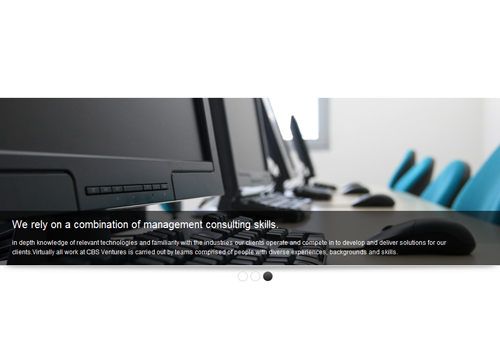 We rely on a combination of management consulting skills.
in depth knowledge of relevant technologies and familiarity with the industries our clients operate and compete in to develop and deliver solutions for our
clients.Virtually all work at CBS Ventures is carried out by teams comprised of people with diverse experiences, backgrounds and skills.